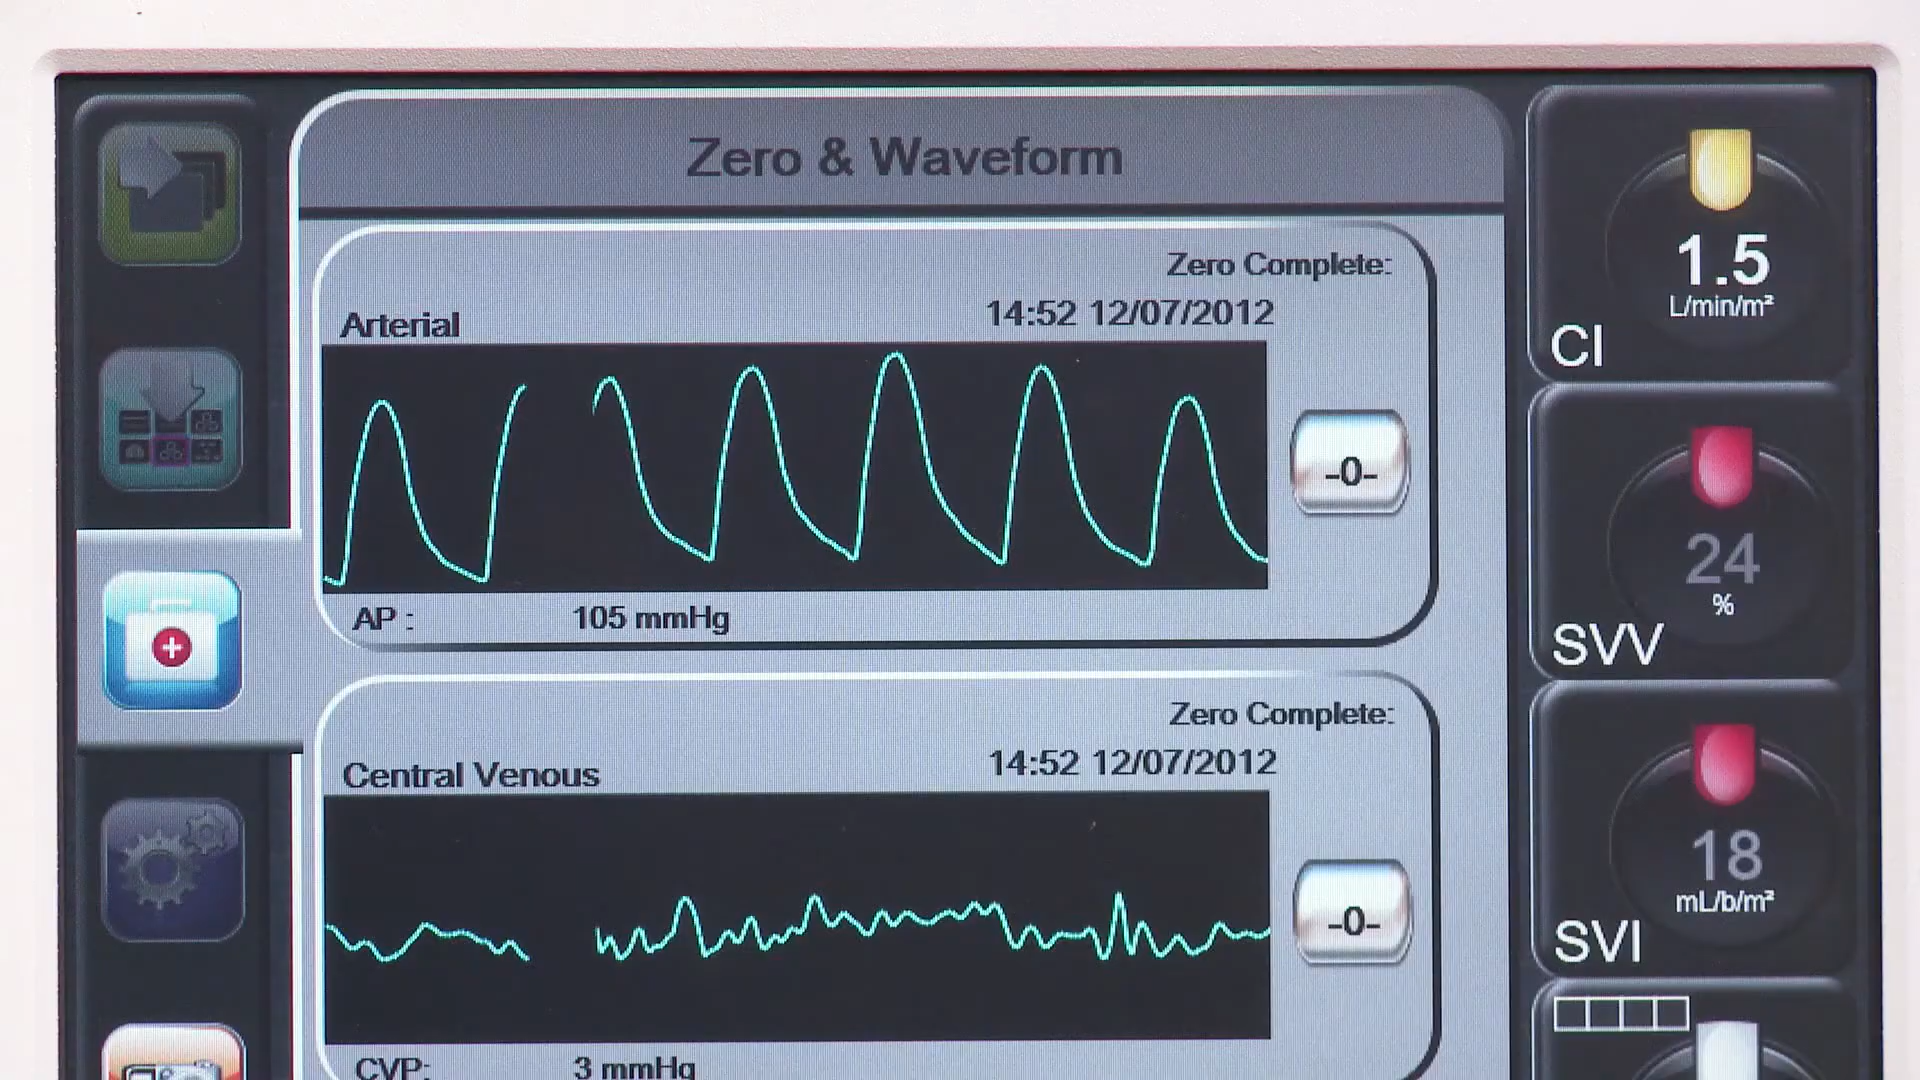 Zero & Waveform
Zero Complete:
14:52 12/07/2012
Arterial
-0-
AP : 105 mmHg
Zero Complete:
14:52 12/07/2012
Central Venous
-0-
CVP: 3 mmHg
1.5
L/min/m²
CI
24
%
SVV
18
mL/b/m²
SVI